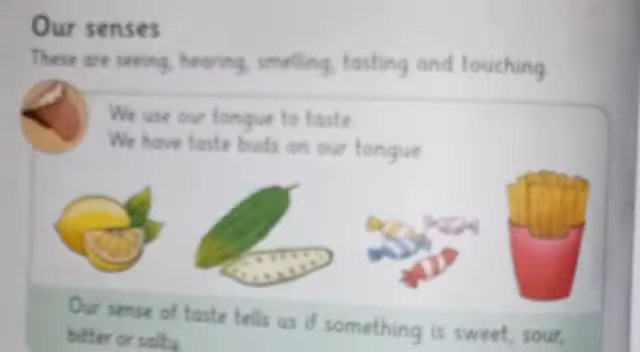 Our senses
These are seeing, hearing, smelling, tasting and touching
We use our tongue to taste
We have taste buds on our tongue
Our sense of taste tells us if something is sweet, sour,
bitter or salty